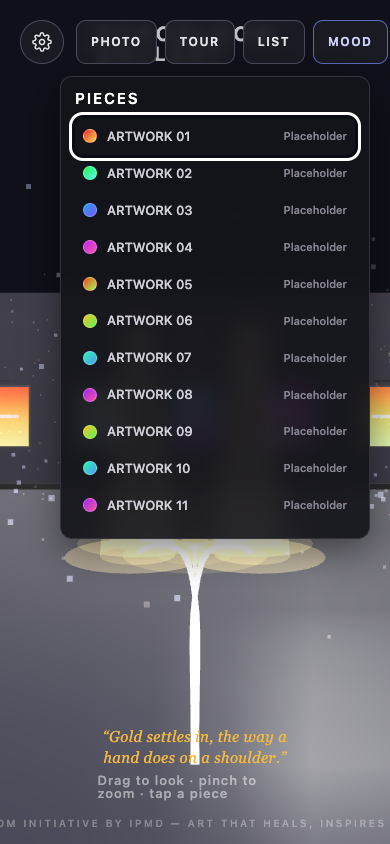 PHOTO
TOUR
LIST
MOOD
PIECES
ARTWORK 01 Placeholder
ARTWORK 02 Placeholder
ARTWORK 03 Placeholder
ARTWORK 04 Placeholder
ARTWORK 05 Placeholder
ARTWORK 06 Placeholder
ARTWORK 07 Placeholder
ARTWORK 08 Placeholder
ARTWORK 09 Placeholder
ARTWORK 10 Placeholder
ARTWORK 11 Placeholder
“Gold settles in, the way a
hand does on a shoulder.”
Drag to look · pinch to
zoom · tap a piece
OM INITIATIVE BY IPMD — ART THAT HEALS, INSPIRES